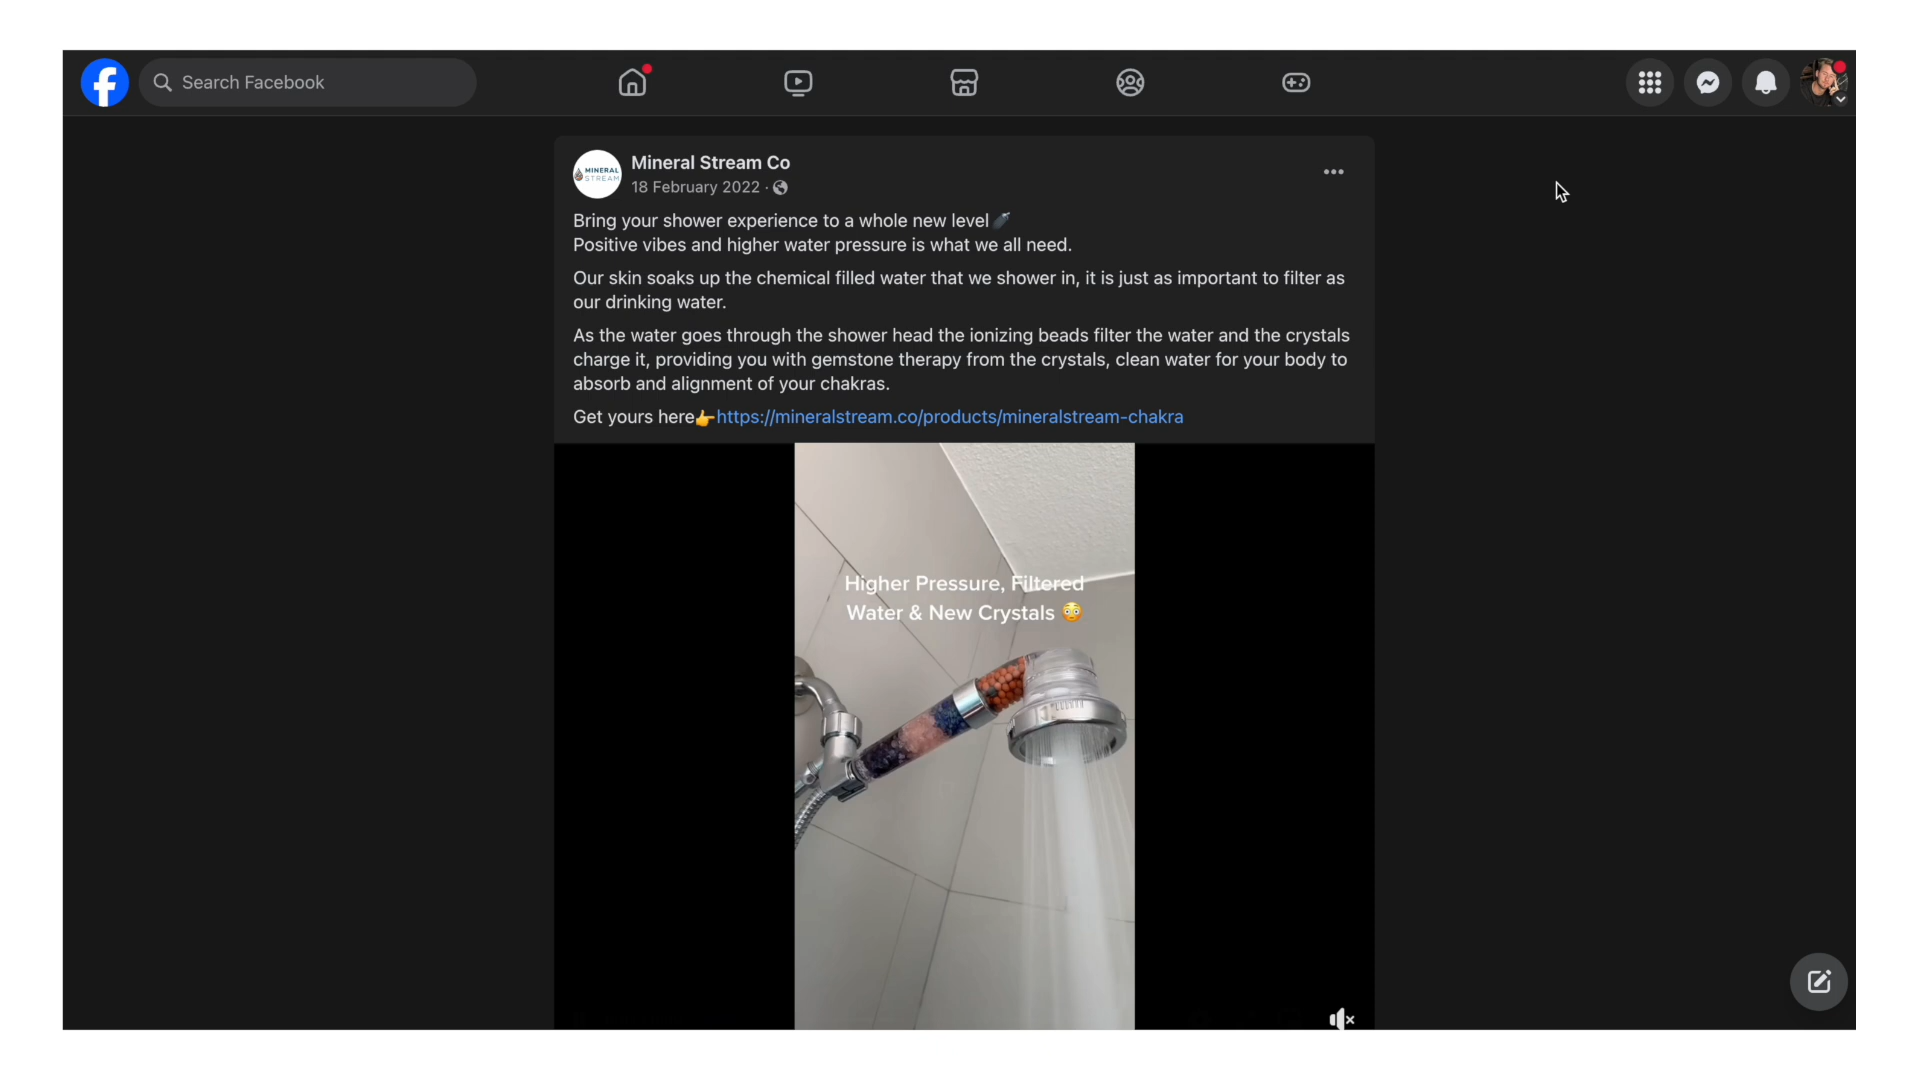 Search Facebook
Mineral Stream Co
MINERAL
STREAM
18 February 2022 ·
Bring your shower experience to a whole new level
Positive vibes and higher water pressure is what we all need.
Our skin soaks up the chemical filled water that we shower in, it is just as important to filter as
our drinking water.
As the water goes through the shower head the ionizing beads filter the water and the crystals
charge it, providing you with gemstone therapy from the crystals, clean water for your body to
absorb and alignment of your chakras.
Get yours here👉https://mineralstream.co/products/mineralstream-chakra
Higher Pressure, Filtered
Water & New Crystals 😳